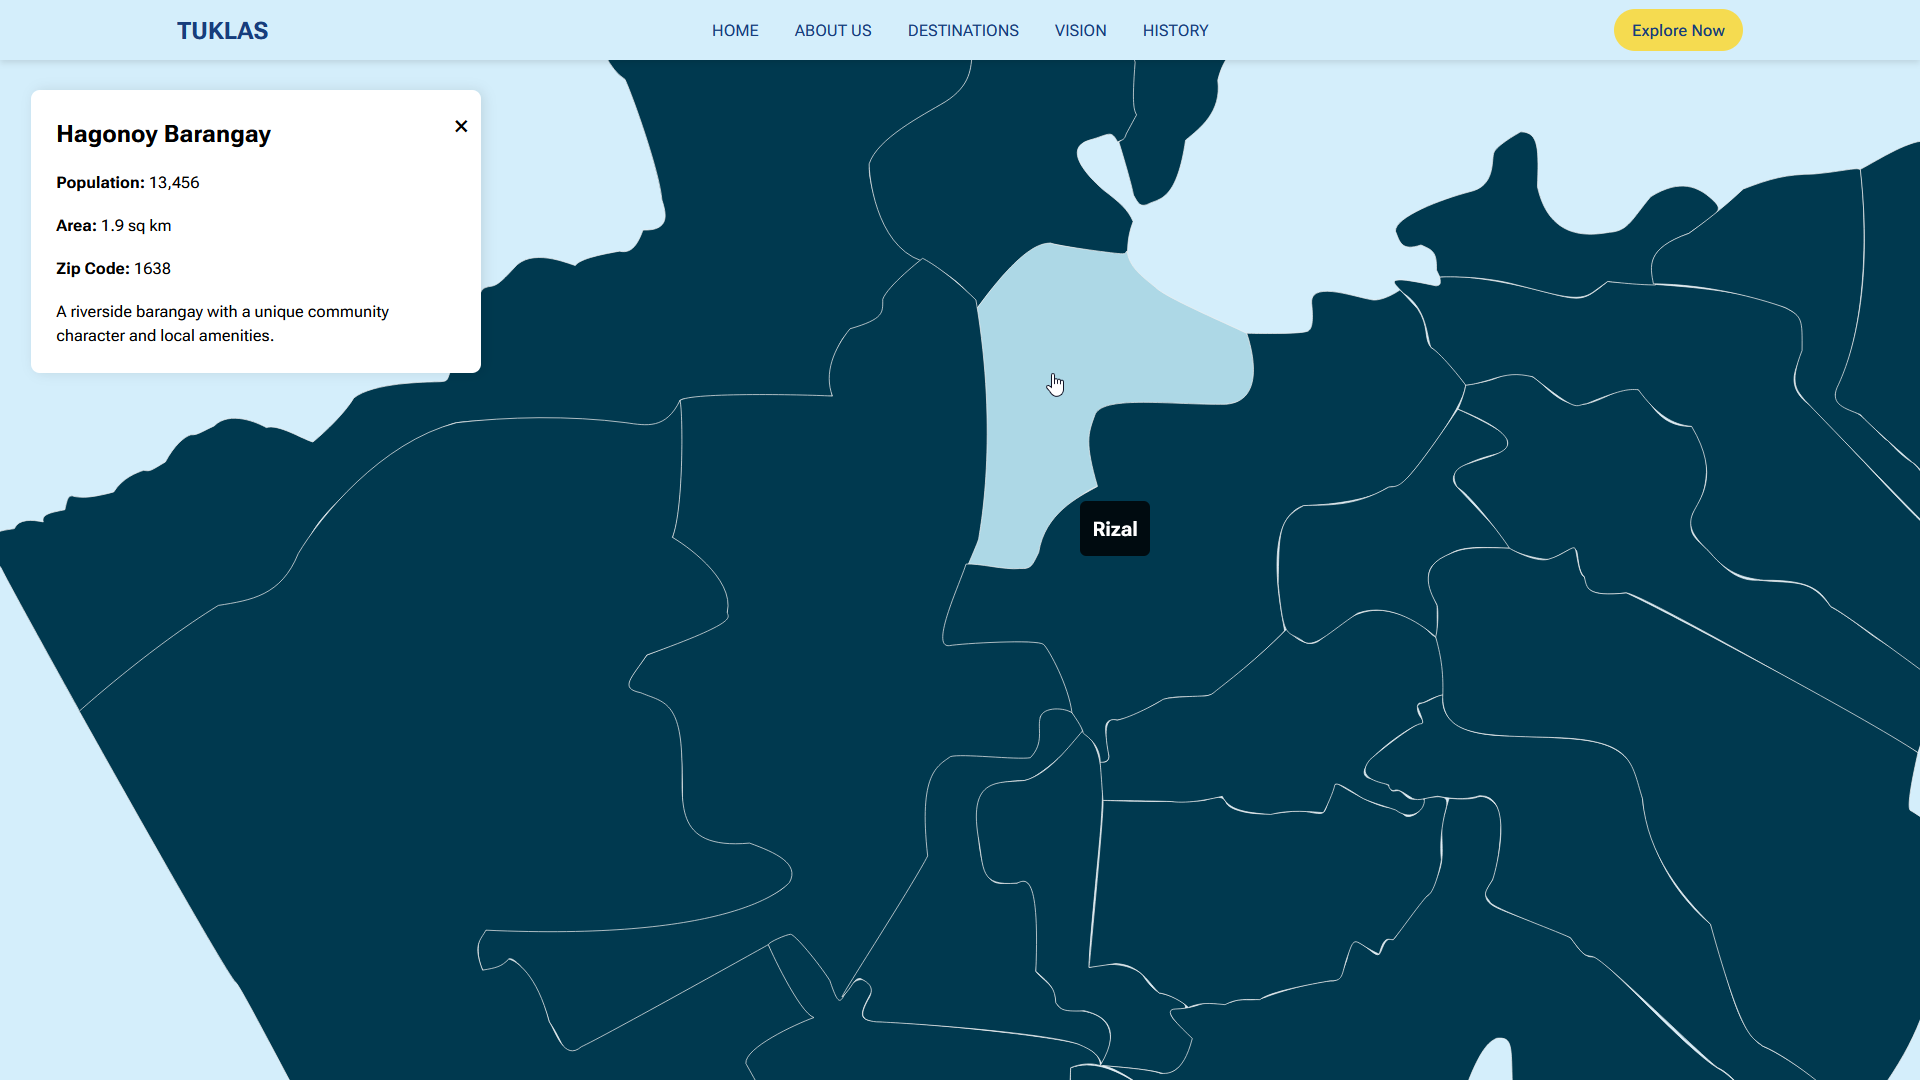 TUKLAS
HOME
ABOUT US
DESTINATIONS
VISION
HISTORY
Explore Now
Hagonoy Barangay
×
Population: 13,456
Area: 1.9 sq km
Zip Code: 1638
A riverside barangay with a unique community
character and local amenities.
Rizal